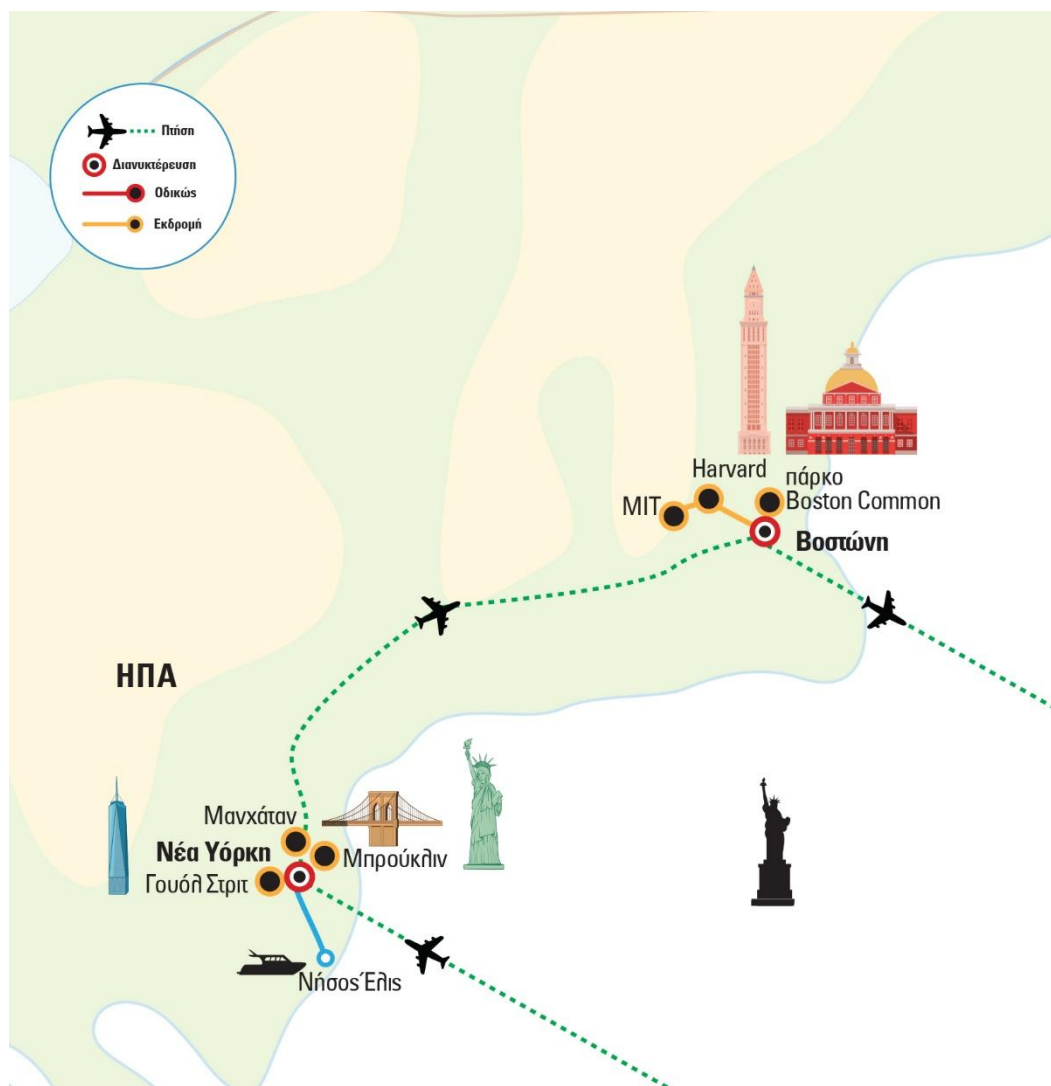 Πτήση
Διανυκτέρευση
Οδικώς
Εκδρομή
Harvard
πάρκο
MIT
Boston Common
Βοστώνη
ΗΠΑ
Μανχάταν
Νέα Υόρκη
Μπρούκλιν
Γουόλ Στριτ
Νήσος Έλις